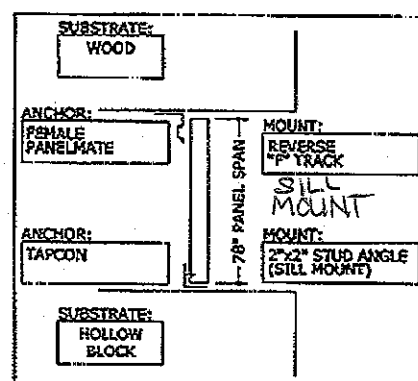 SUBSTRATE:
WOOD
ANCHOR:
FEMALE
PANELMATE
MOUNT:
REVERSE
"F" TRACK
SILL
MOUNT
78" PANEL SPAN
ANCHOR:
TAPCON
MOUNT:
2"x2" STUD ANGLE
(SILL MOUNT)
SUBSTRATE:
HOLLOW
BLOCK